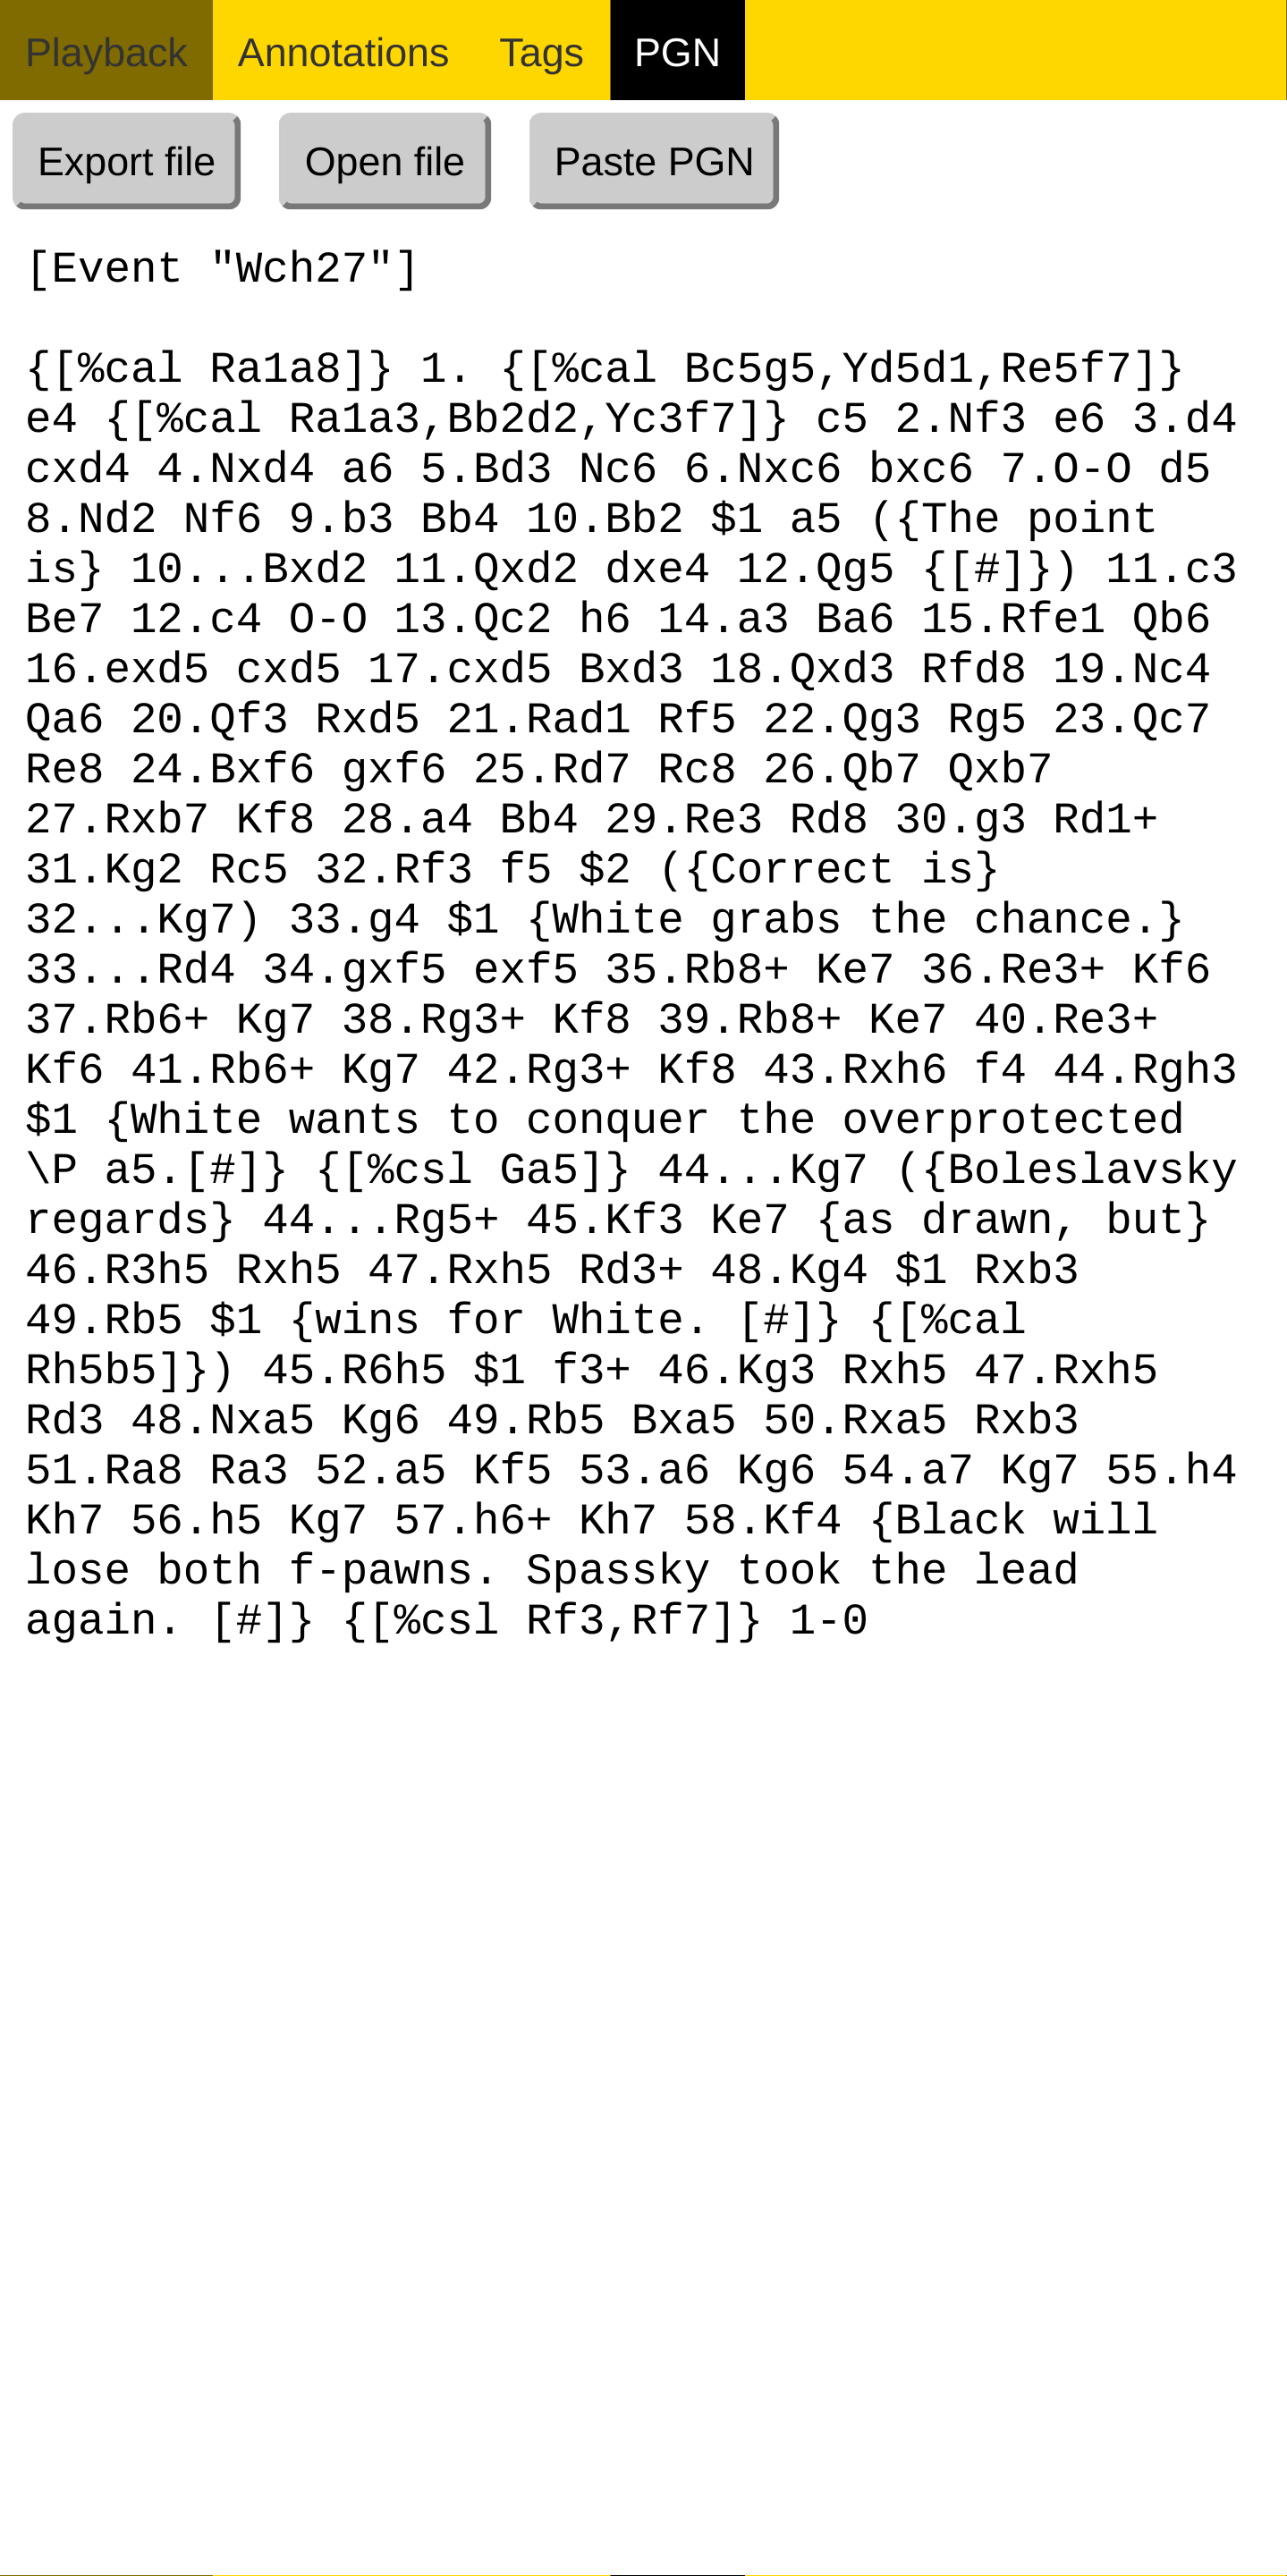 Playback Annotations Tags PGN
Export file Open file Paste PGN
[Event "Wch27"]
{[%cal Ra1a8]} 1. {[%cal Bc5g5,Yd5d1,Re5f7]}
e4 {[%cal Ra1a3,Bb2d2,Yc3f7]} c5 2.Nf3 e6 3.d4
cxd4 4.Nxd4 a6 5.Bd3 Nc6 6.Nxc6 bxc6 7.O-O d5
8.Nd2 Nf6 9.b3 Bb4 10.Bb2 $1 a5 ({The point
is} 10...Bxd2 11.Qxd2 dxe4 12.Qg5 {[#]}) 11.c3
Be7 12.c4 O-O 13.Qc2 h6 14.a3 Ba6 15.Rfe1 Qb6
16.exd5 cxd5 17.cxd5 Bxd3 18.Qxd3 Rfd8 19.Nc4
Qa6 20.Qf3 Rxd5 21.Rad1 Rf5 22.Qg3 Rg5 23.Qc7
Re8 24.Bxf6 gxf6 25.Rd7 Rc8 26.Qb7 Qxb7
27.Rxb7 Kf8 28.a4 Bb4 29.Re3 Rd8 30.g3 Rd1+
31.Kg2 Rc5 32.Rf3 f5 $2 ({Correct is}
32...Kg7) 33.g4 $1 {White grabs the chance.}
33...Rd4 34.gxf5 exf5 35.Rb8+ Ke7 36.Re3+ Kf6
37.Rb6+ Kg7 38.Rg3+ Kf8 39.Rb8+ Ke7 40.Re3+
Kf6 41.Rb6+ Kg7 42.Rg3+ Kf8 43.Rxh6 f4 44.Rgh3
$1 {White wants to conquer the overprotected
\P a5.[#]} {[%csl Ga5]} 44...Kg7 ({Boleslavsky
regards} 44...Rg5+ 45.Kf3 Ke7 {as drawn, but}
46.R3h5 Rxh5 47.Rxh5 Rd3+ 48.Kg4 $1 Rxb3
49.Rb5 $1 {wins for White. [#]} {[%cal
Rh5b5]}) 45.R6h5 $1 f3+ 46.Kg3 Rxh5 47.Rxh5
Rd3 48.Nxa5 Kg6 49.Rb5 Bxa5 50.Rxa5 Rxb3
51.Ra8 Ra3 52.a5 Kf5 53.a6 Kg6 54.a7 Kg7 55.h4
Kh7 56.h5 Kg7 57.h6+ Kh7 58.Kf4 {Black will
lose both f-pawns. Spassky took the lead
again. [#]} {[%csl Rf3,Rf7]} 1-0